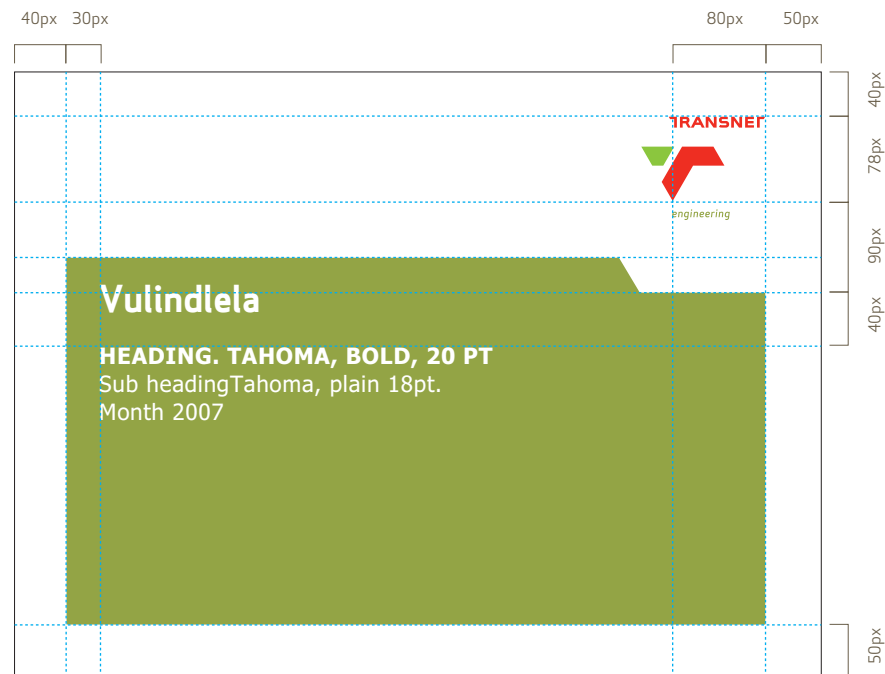 40px 30px 80px 50px
40px
TRANSNET
78px
engineering
90px
Vulindlela
40px
HEADING. TAHOMA, BOLD, 20 PT
Sub headingTahoma, plain 18pt.
Month 2007
50px